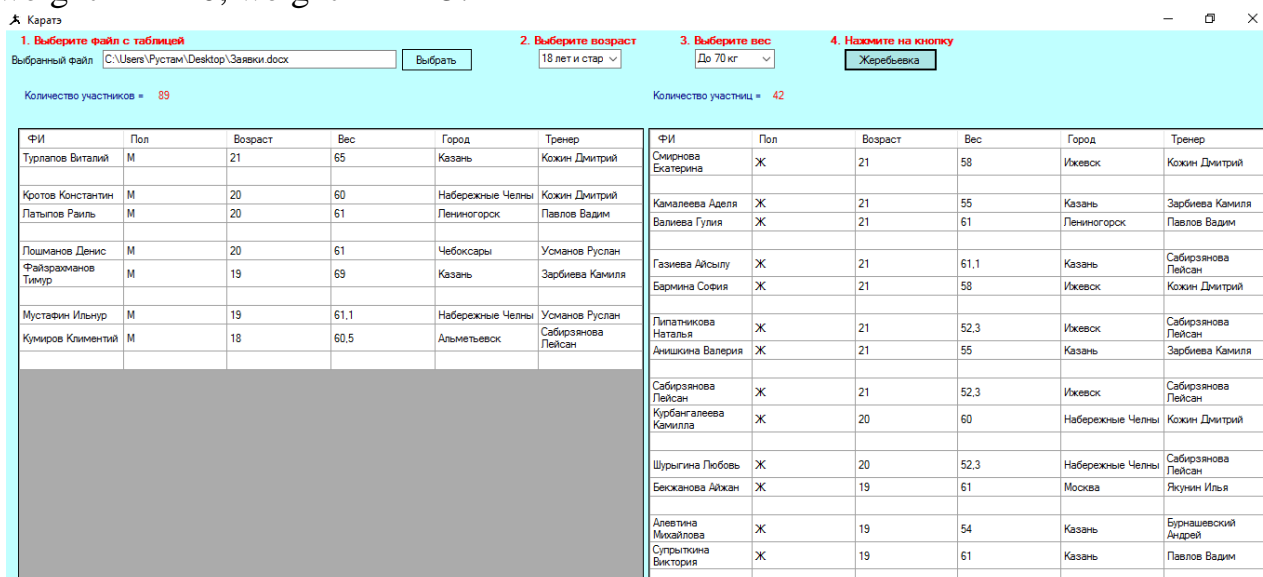 Каратэ
1. Выберите файл с таблицей 2. Выберите возраст 3. Выберите вес 4. Нажмите на кнопку
Выбранный файл C:\Users\Рустам\Desktop\Заявки.docx Выбрать 18 лет и стар До 70 кг Жеребьевка
Количество участников = 89 Количество участниц = 42
ФИ Пол Возраст Вес Город Тренер
Турлапов Виталий М 21 65 Казань Кожин Дмитрий
Кротов Константин М 20 60 Набережные Челны Кожин Дмитрий
Латыпов Раиль М 20 61 Лениногорск Павлов Вадим
Лошманов Денис М 20 61 Чебоксары Усманов Руслан
Файзрахманов
Тимур М 19 69 Казань Зарбиева Камиля
Мустафин Ильнур М 19 61,1 Набережные Челны Усманов Руслан
Кумиров Климентий М 18 60,5 Альметьевск Сабирзянова
Лейсан
ФИ Пол Возраст Вес Город Тренер
Смирнова
Екатерина Ж 21 58 Ижевск Кожин Дмитрий
Камалеева Аделя Ж 21 55 Казань Зарбиева Камиля
Валиева Гулия Ж 21 61 Лениногорск Павлов Вадим
Газиева Айсылу Ж 21 61,1 Казань Сабирзянова
Лейсан
Бармина София Ж 21 58 Ижевск Кожин Дмитрий
Липатникова
Наталья Ж 21 52,3 Ижевск Сабирзянова
Лейсан
Анишкина Валерия Ж 21 55 Казань Зарбиева Камиля
Сабирзянова
Лейсан Ж 21 52,3 Ижевск Сабирзянова
Лейсан
Курбангалеева
Камилла Ж 20 60 Набережные Челны Кожин Дмитрий
Шурыгина Любовь Ж 20 52,3 Набережные Челны Сабирзянова
Лейсан
Бекжанова Айжан Ж 19 61 Москва Якунин Илья
Алевтина
Михайлова Ж 19 54 Казань Бурнашевский
Андрей
Супрыткина
Виктория Ж 19 61 Казань Павлов Вадим